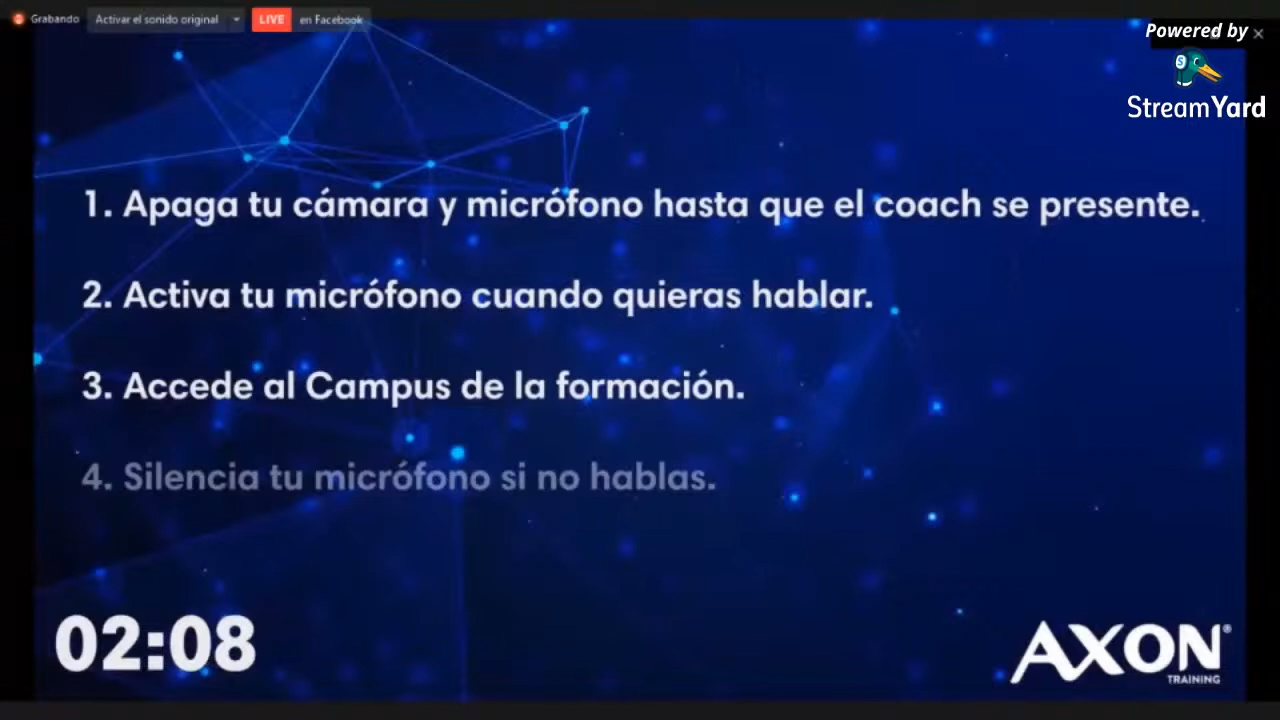 Grabando
Activar el sonido original
LIVE en Facebook
Powered by
StreamYard
1. Apaga tu cámara y micrófono hasta que el coach se presente.
2. Activa tu micrófono cuando quieras hablar.
3. Accede al Campus de la formación.
4. Silencia tu micrófono si no hablas.
02:08
AXON®
TRAINING